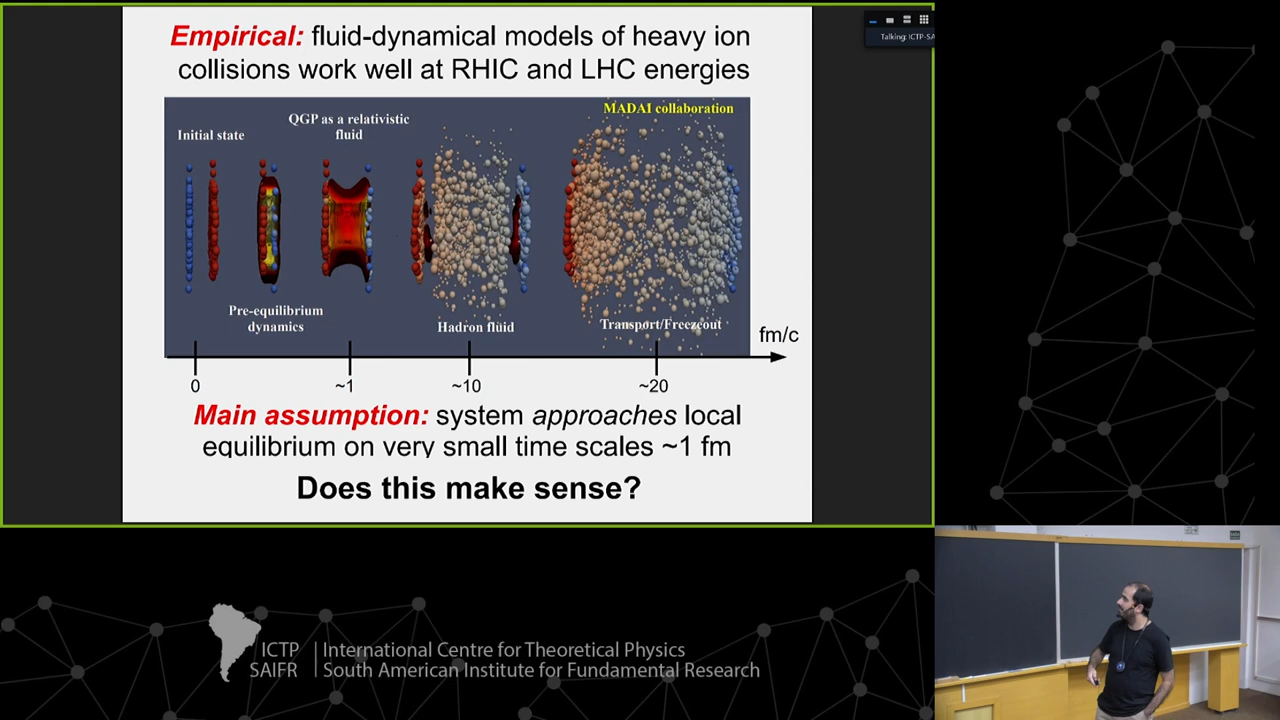 Empirical: fluid-dynamical models of heavy ion
collisions work well at RHIC and LHC energies
MADAI collaboration
QGP as a relativistic
fluid
Initial state
Pre-equilibrium
dynamics
Hadron fluid
Transport/Freezeout
fm/c
0
~1
~10
~20
Main assumption: system approaches local
equilibrium on very small time scales ~1 fm
Does this make sense?
Talking: ICTP-SA
ICTP
SAIFR
International Centre for Theoretical Physics
South American Institute for Fundamental Research